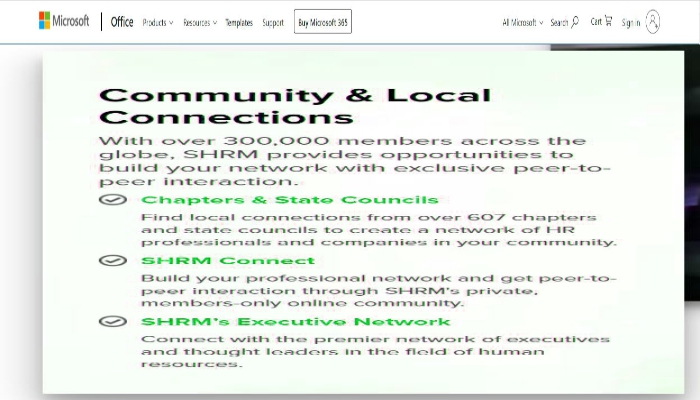 Microsoft Office Products Resources Templates Support Buy Microsoft 365 All Microsoft Search Cart Sign in
Community & Local
Connections
With over 300,000 members across the
globe, SHRM provides opportunities to
build your network with exclusive peer-to-
peer interaction.
Chapters & State Councils
Find local connections from over 607 chapters
and state councils to create a network of HR
professionals and companies in your community.
SHRM Connect
Build your professional network and get peer-to-
peer interaction through SHRM's private,
members-only online community.
SHRM's Executive Network
Connect with the premier network of executives
and thought leaders in the field of human
resources.